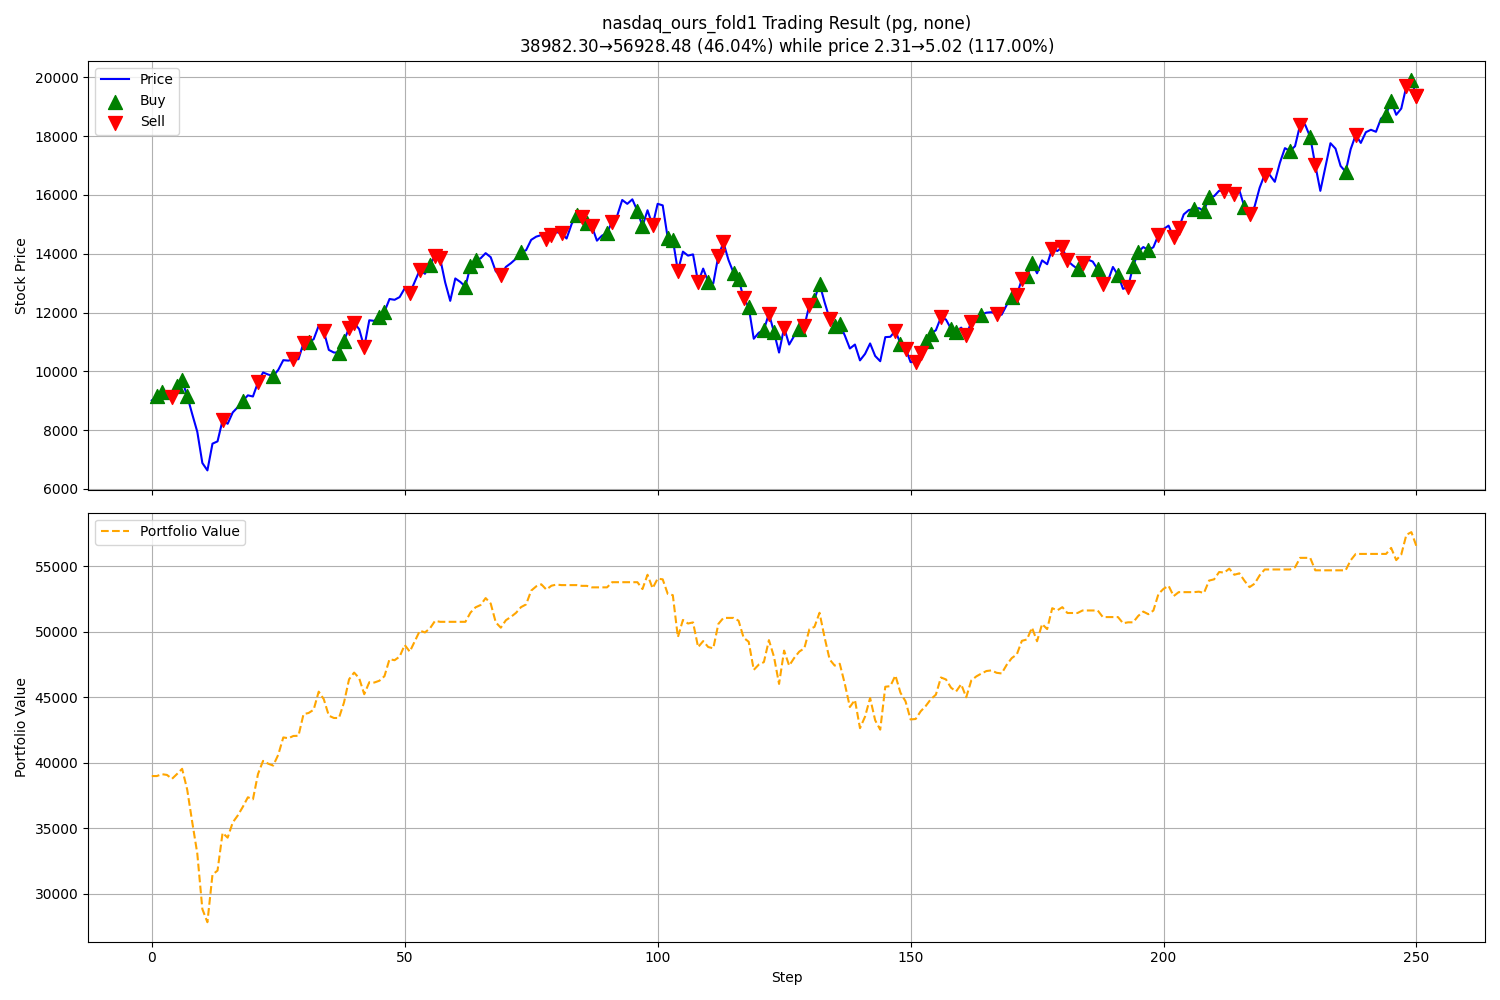 nasdaq_ours_fold1 Trading Result (pg, none)
38982.30→56928.48 (46.04%) while price 2.31→5.02 (117.00%)
Price
Buy
Sell
Stock Price
20000
18000
16000
14000
12000
10000
8000
6000
Portfolio Value
Portfolio Value
55000
50000
45000
40000
35000
30000
0
50
100
150
200
250
Step